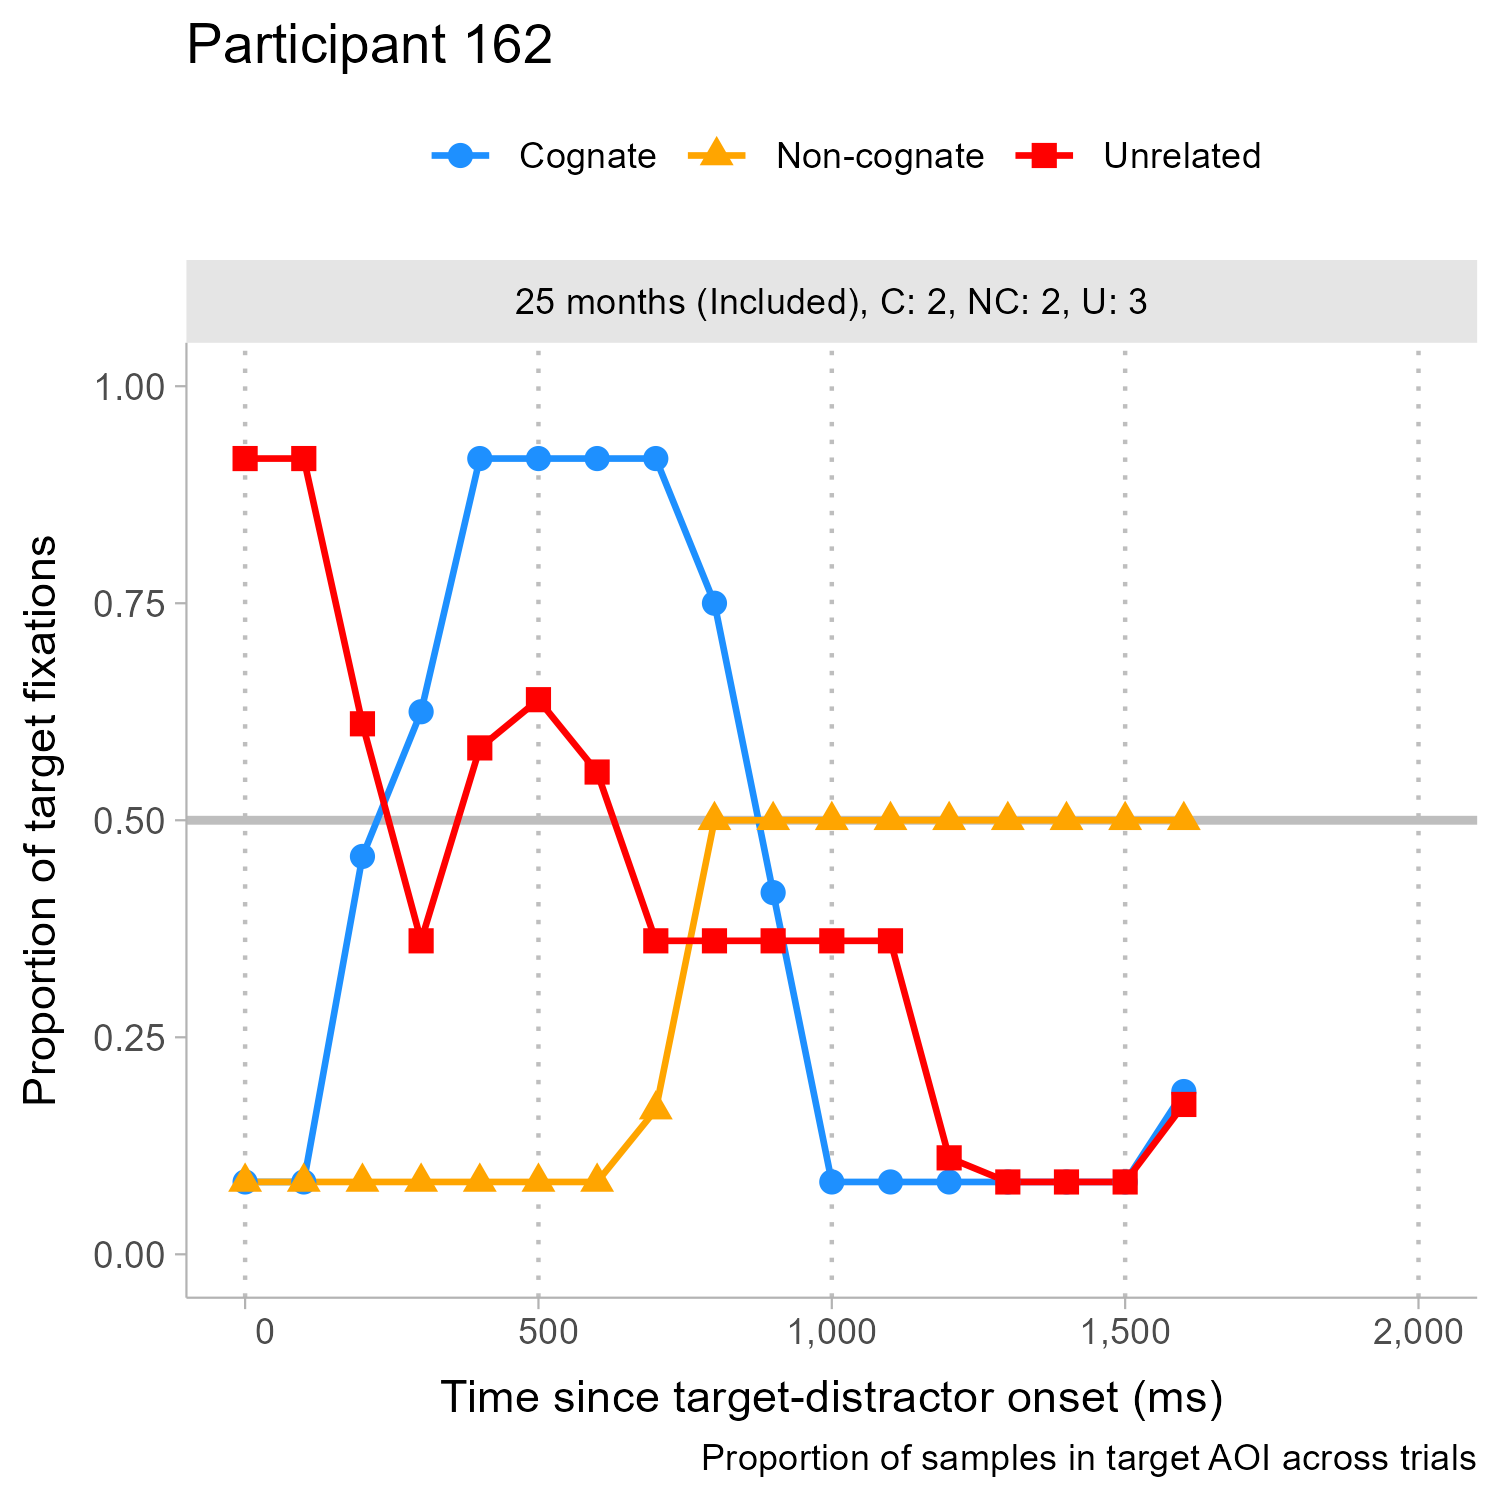 Participant 162
Cognate Non-cognate Unrelated
25 months (Included), C: 2, NC: 2, U: 3
1.00
0.75
0.50
0.25
0.00
Proportion of target fixations
0 500 1,000 1,500 2,000
Time since target-distractor onset (ms)
Proportion of samples in target AOI across trials